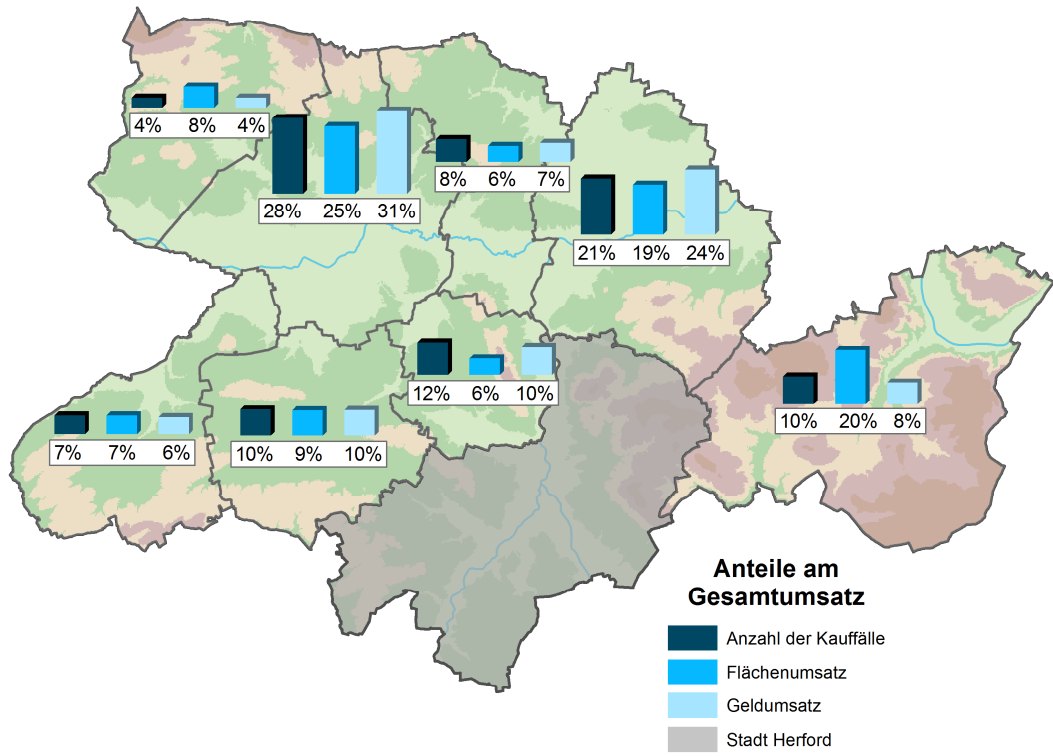 4% 8% 4%
28% 25% 31%
8% 6% 7%
21% 19% 24%
12% 6% 10%
10% 20% 8%
7% 7% 6%
10% 9% 10%
Anteile am
Gesamtumsatz
Anzahl der Kauffälle
Flächenumsatz
Geldumsatz
Stadt Herford